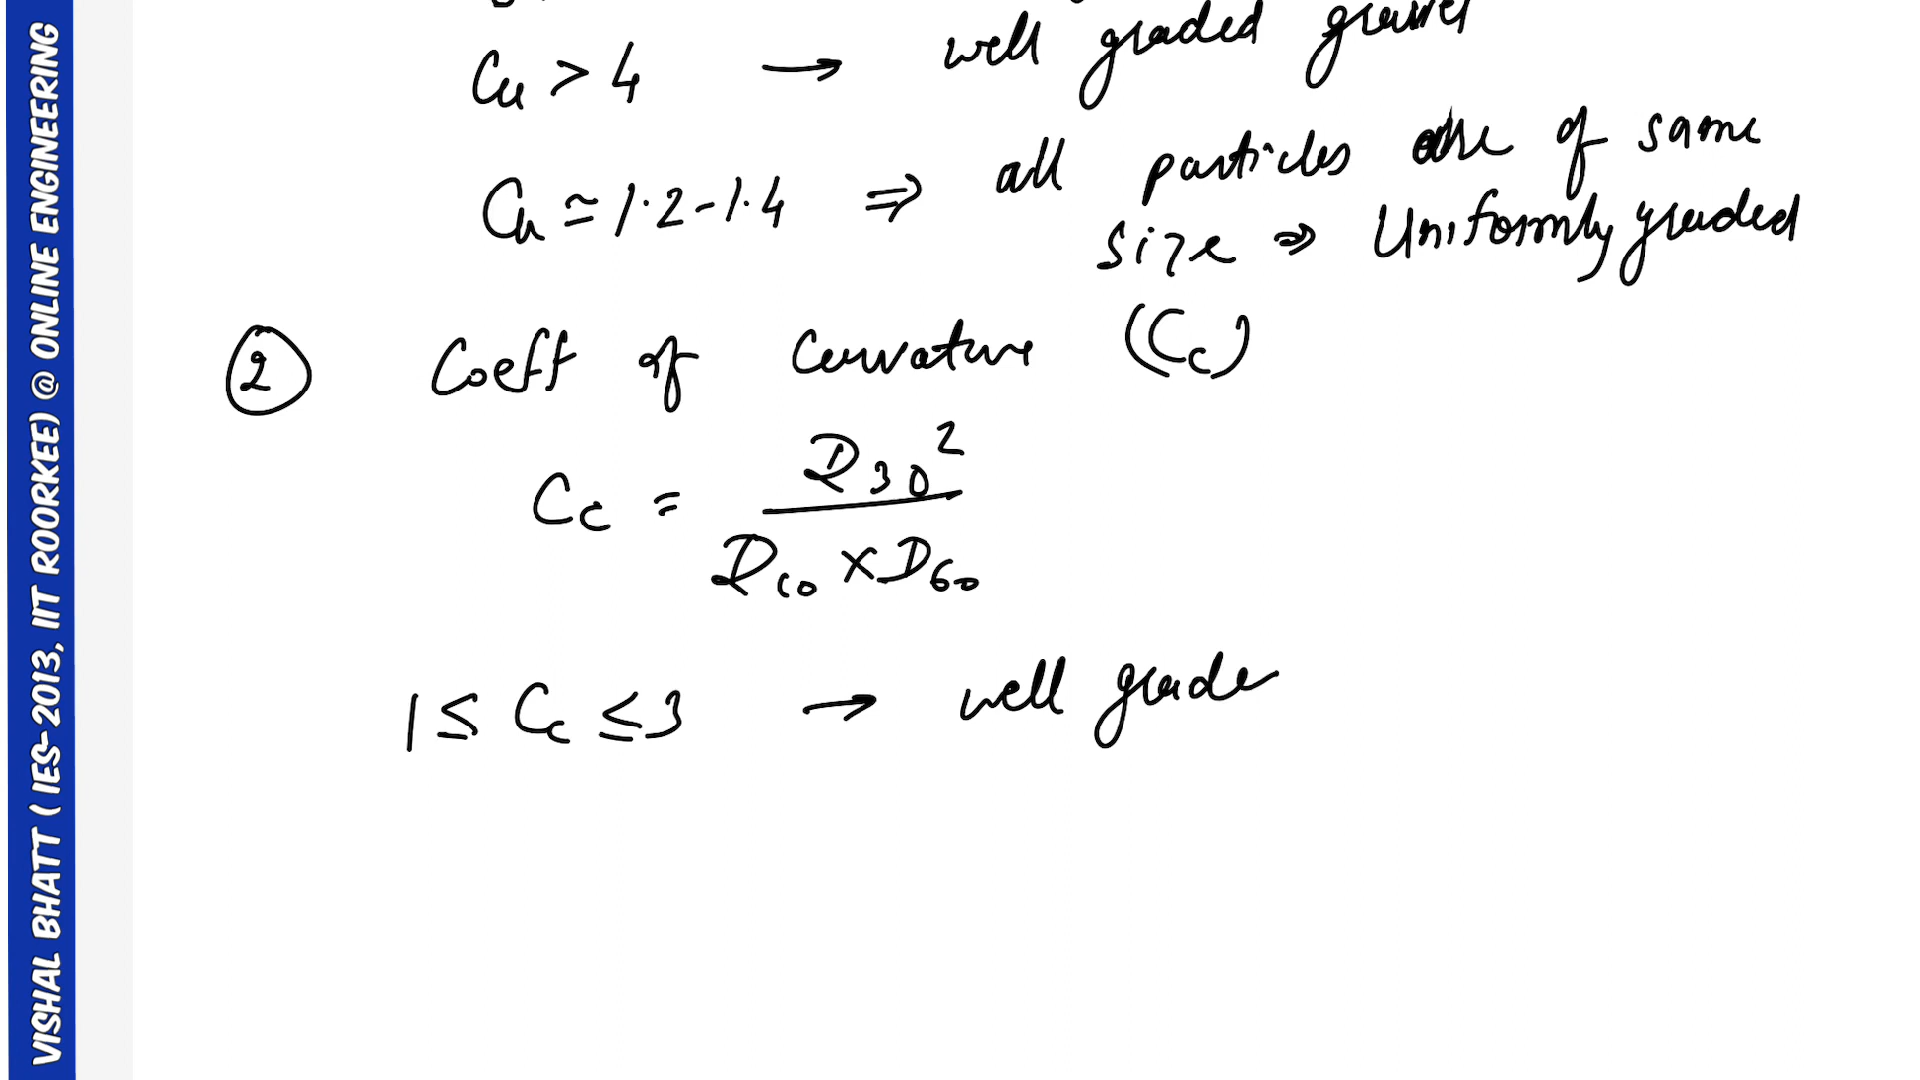 Cu > 4 → well graded gravel
Cu ≃ 1.2-1.4 ⇒ all particles are of same
size ⇒ Uniformly graded
② Coeff of Curvature (Cc)
Cc = D30² / D10 × D60
1 ≤ Cc ≤ 3 → well grade
VISHAL BHATT ( IES-2013, IIT ROORKEE) @ ONLINE ENGINEERING